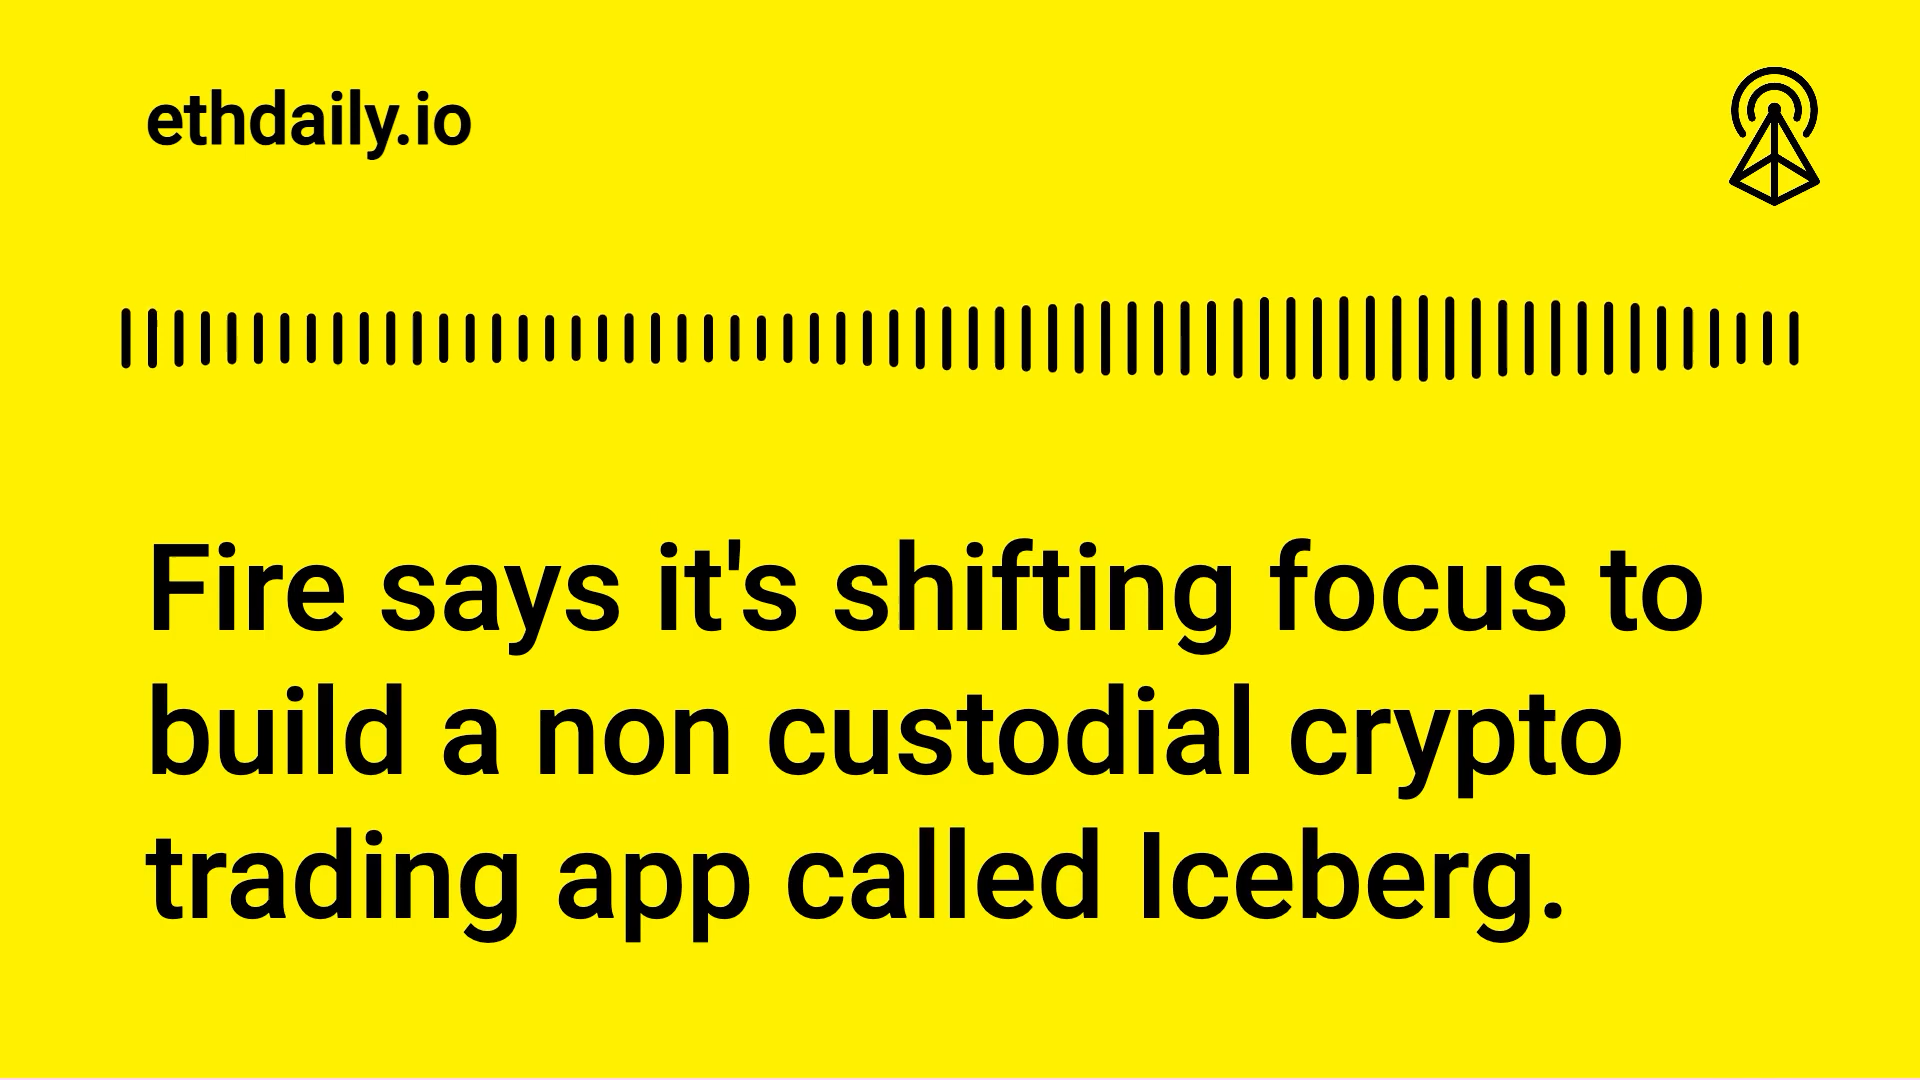 ethdaily.io
Fire says it's shifting focus to
build a non custodial crypto
trading app called Iceberg.